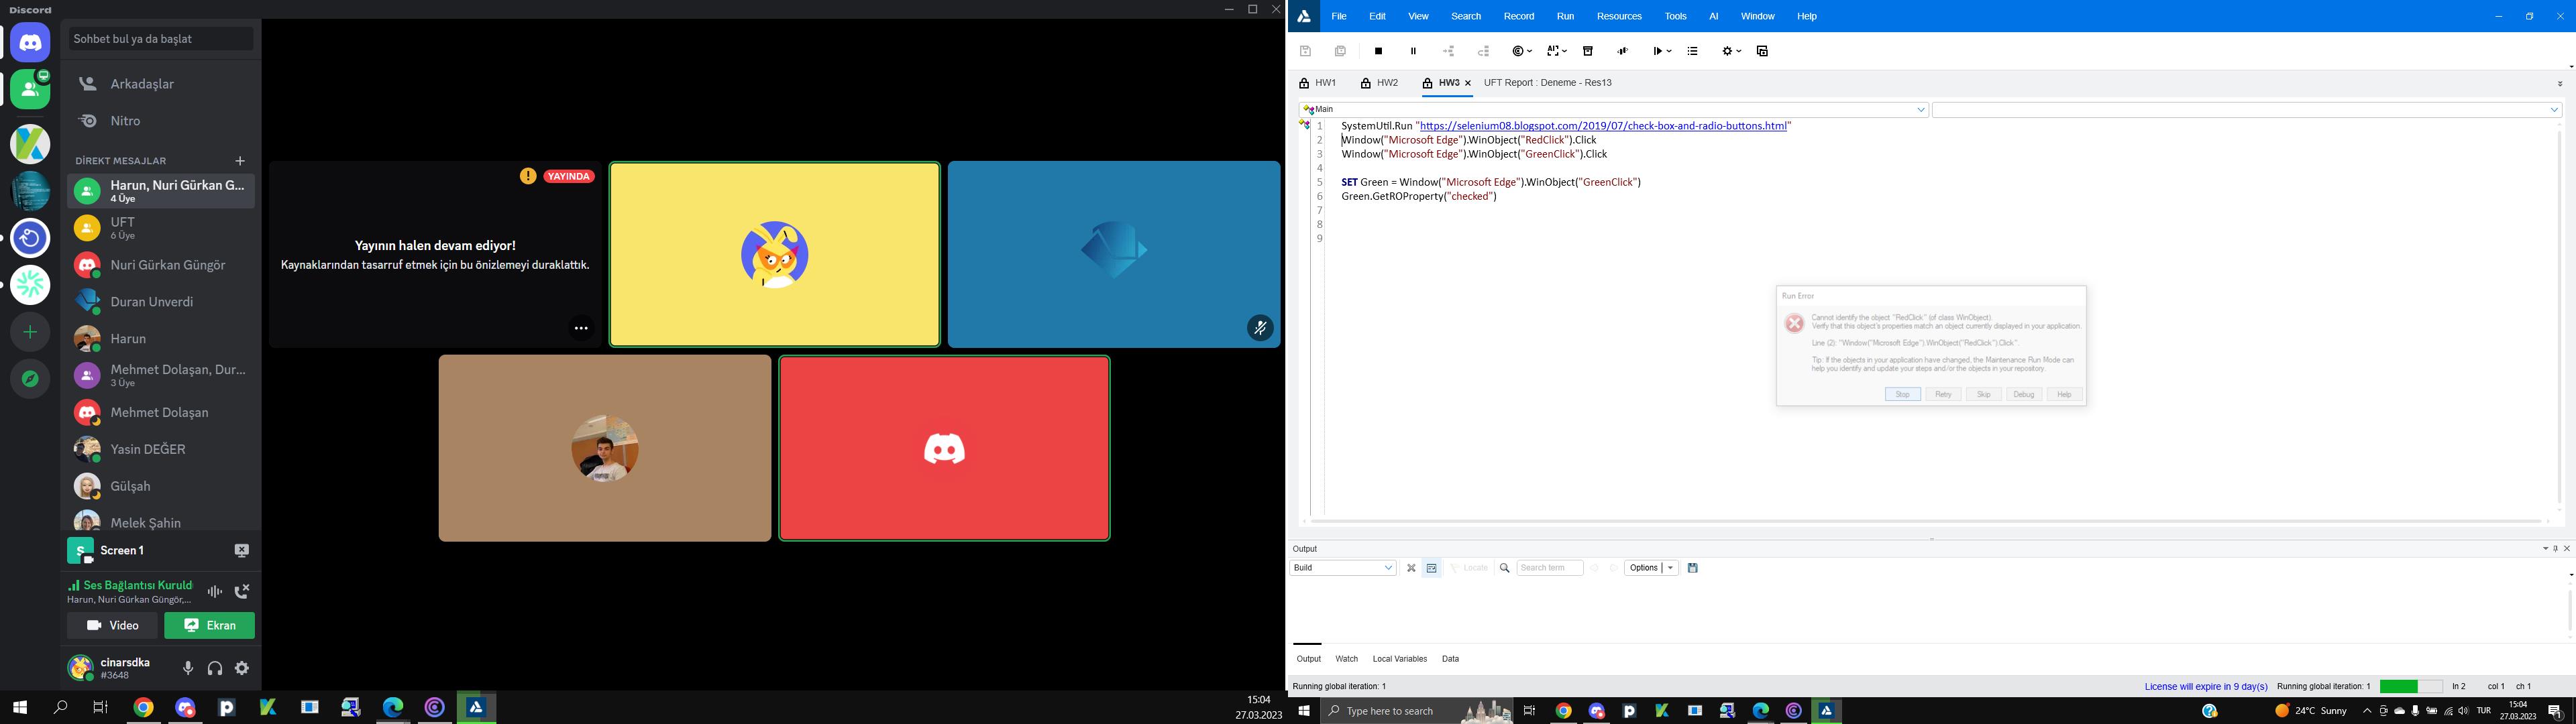 Discord
Sohbet bul ya da başlat
Arkadaşlar
Nitro
DİREKT MESAJLAR
Harun, Nuri Gürkan G...
4 Üye
UFT
6 Üye
Nuri Gürkan Güngör
Duran Unverdi
Harun
Mehmet Dolaşan, Dur...
3 Üye
Mehmet Dolaşan
Yasin DEĞER
Gülşah
Melek Şahin
S
Screen 1
Ses Bağlantısı Kuruld
Harun, Nuri Gürkan Güngör,...
Video
Ekran
cinarsdka
#3648
YAYINDA
Yayının halen devam ediyor!
Kaynaklarından tasarruf etmek için bu önizlemeyi duraklattık.
15:04
27.03.2023
File Edit View Search Record Run Resources Tools AI Window Help
HW1 HW2 HW3 UFT Report : Deneme - Res13
Main
1 SystemUtil.Run "https://selenium08.blogspot.com/2019/07/check-box-and-radio-buttons.html"
2 Window("Microsoft Edge").WinObject("RedClick").Click
3 Window("Microsoft Edge").WinObject("GreenClick").Click
4
5 SET Green = Window("Microsoft Edge").WinObject("GreenClick")
6 Green.GetROProperty("checked")
7
8
9
Run Error
Cannot identify the object "RedClick" (of class WinObject).
Verify that this object's properties match an object currently displayed in your application.
Line (2): "Window("Microsoft Edge").WinObject("RedClick").Click".
Tip: If the objects in your application have changed, the Maintenance Run Mode can
help you identify and update your steps and/or the objects in your repository.
Stop Retry Skip Debug Help
Output
Build Locate Search term Options
Output Watch Local Variables Data
Running global iteration: 1 License will expire in 9 day(s) Running global iteration: 1 ln 2 col 1 ch 1
Type here to search 24°C Sunny TUR 15:04
27.03.2023